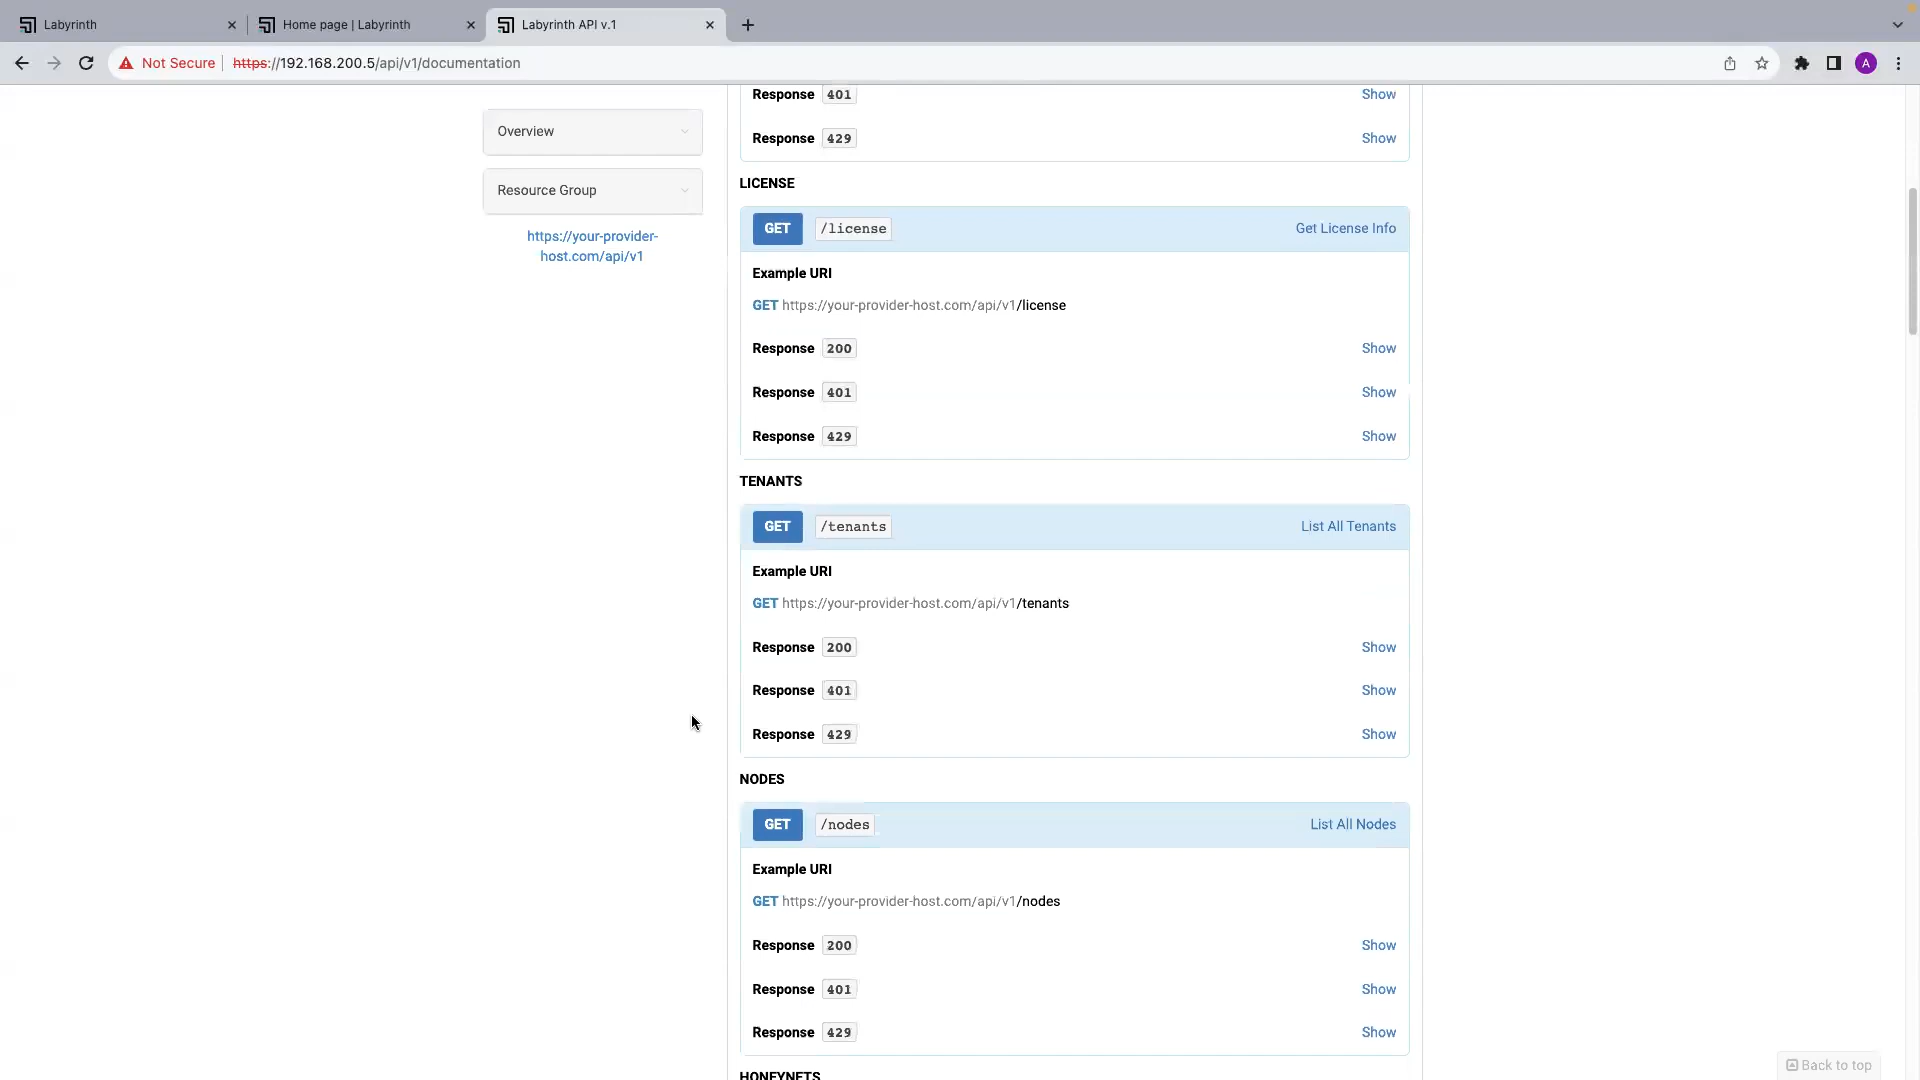 Labyrinth
Home page | Labyrinth
Labyrinth API v.1
Not Secure
https://192.168.200.5/api/v1/documentation
A
Overview
Resource Group
https://your-provider-
host.com/api/v1
Response 401 Show
Response 429 Show
LICENSE
GET /license Get License Info
Example URI
GET https://your-provider-host.com/api/v1/license
Response 200 Show
Response 401 Show
Response 429 Show
TENANTS
GET /tenants List All Tenants
Example URI
GET https://your-provider-host.com/api/v1/tenants
Response 200 Show
Response 401 Show
Response 429 Show
NODES
GET /nodes List All Nodes
Example URI
GET https://your-provider-host.com/api/v1/nodes
Response 200 Show
Response 401 Show
Response 429 Show
HONEYNETS
Back to top